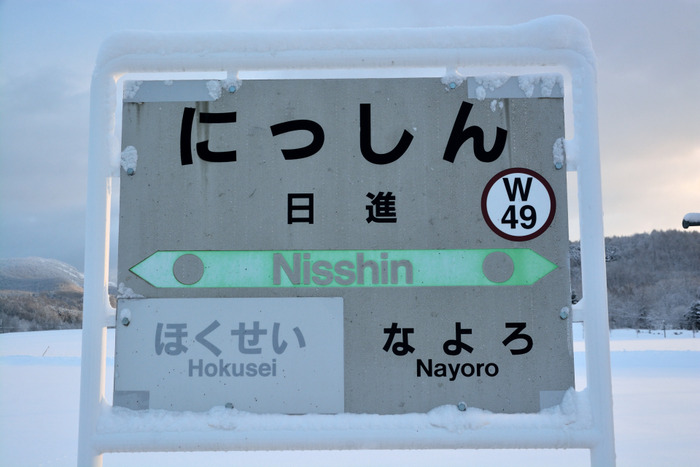 にっしん
日進
W
49
Nisshin
ほくせい
Hokusei
なよろ
Nayoro